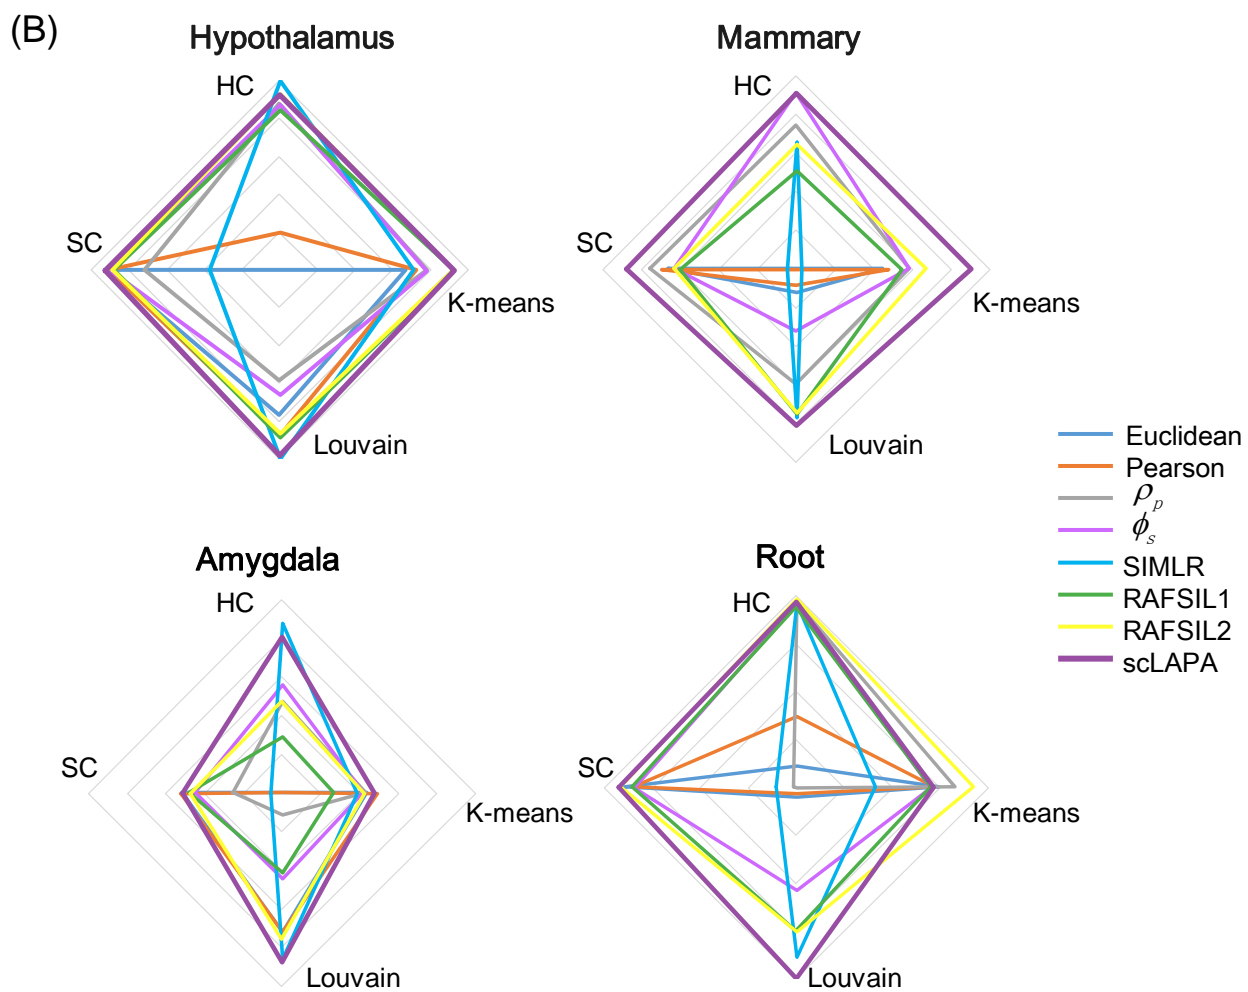 (B)
Hypothalamus
HC
SC
K-means
Louvain
Mammary
HC
SC
K-means
Louvain
Euclidean
Pearson
ρp
ϕs
SIMLR
RAFSIL1
RAFSIL2
scLAPA
Amygdala
HC
SC
K-means
Louvain
Root
HC
SC
K-means
Louvain